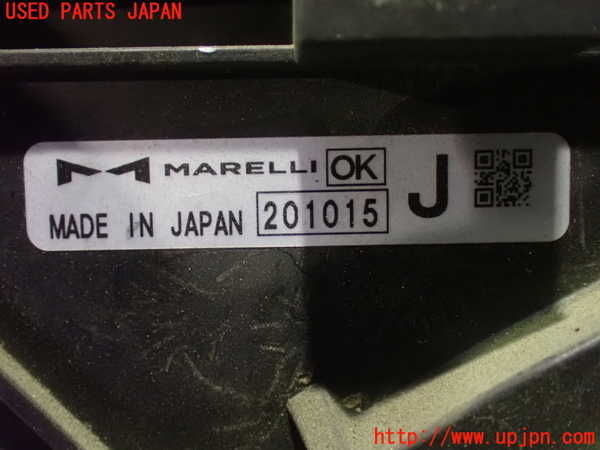 USED PARTS JAPAN
MARELLI OK
MADE IN JAPAN 201015 J
http://www.upjpn.com/